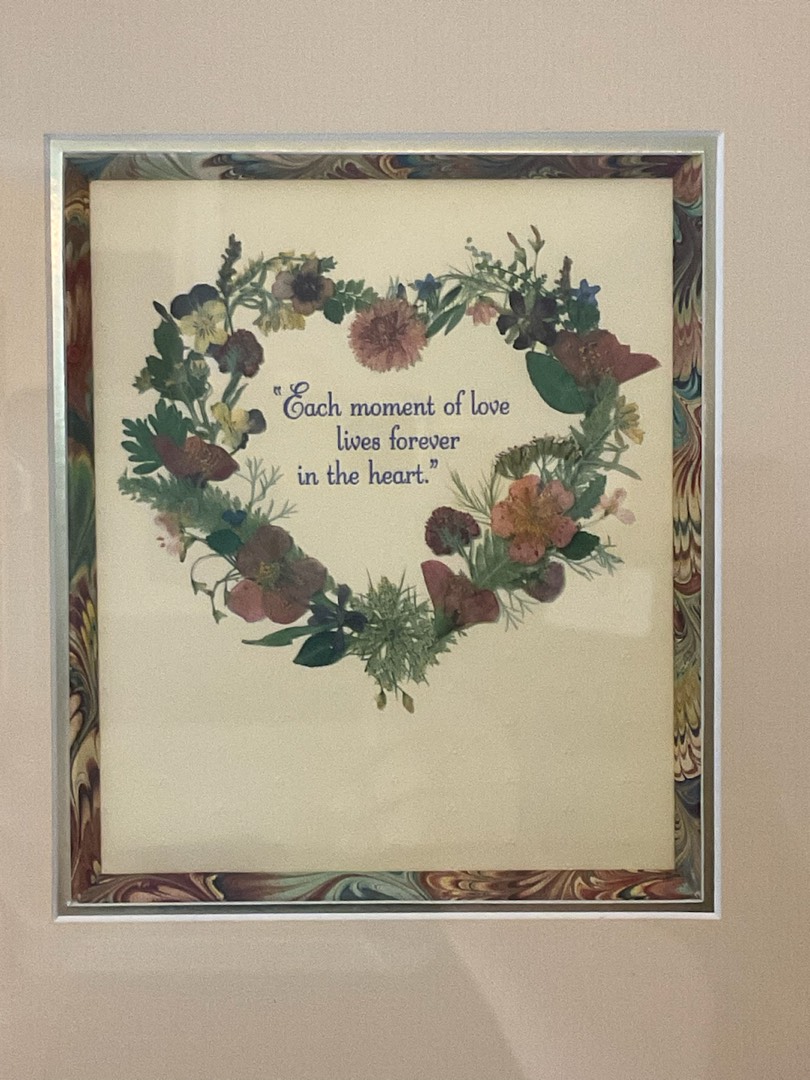 “Each moment of love
lives forever
in the heart.”